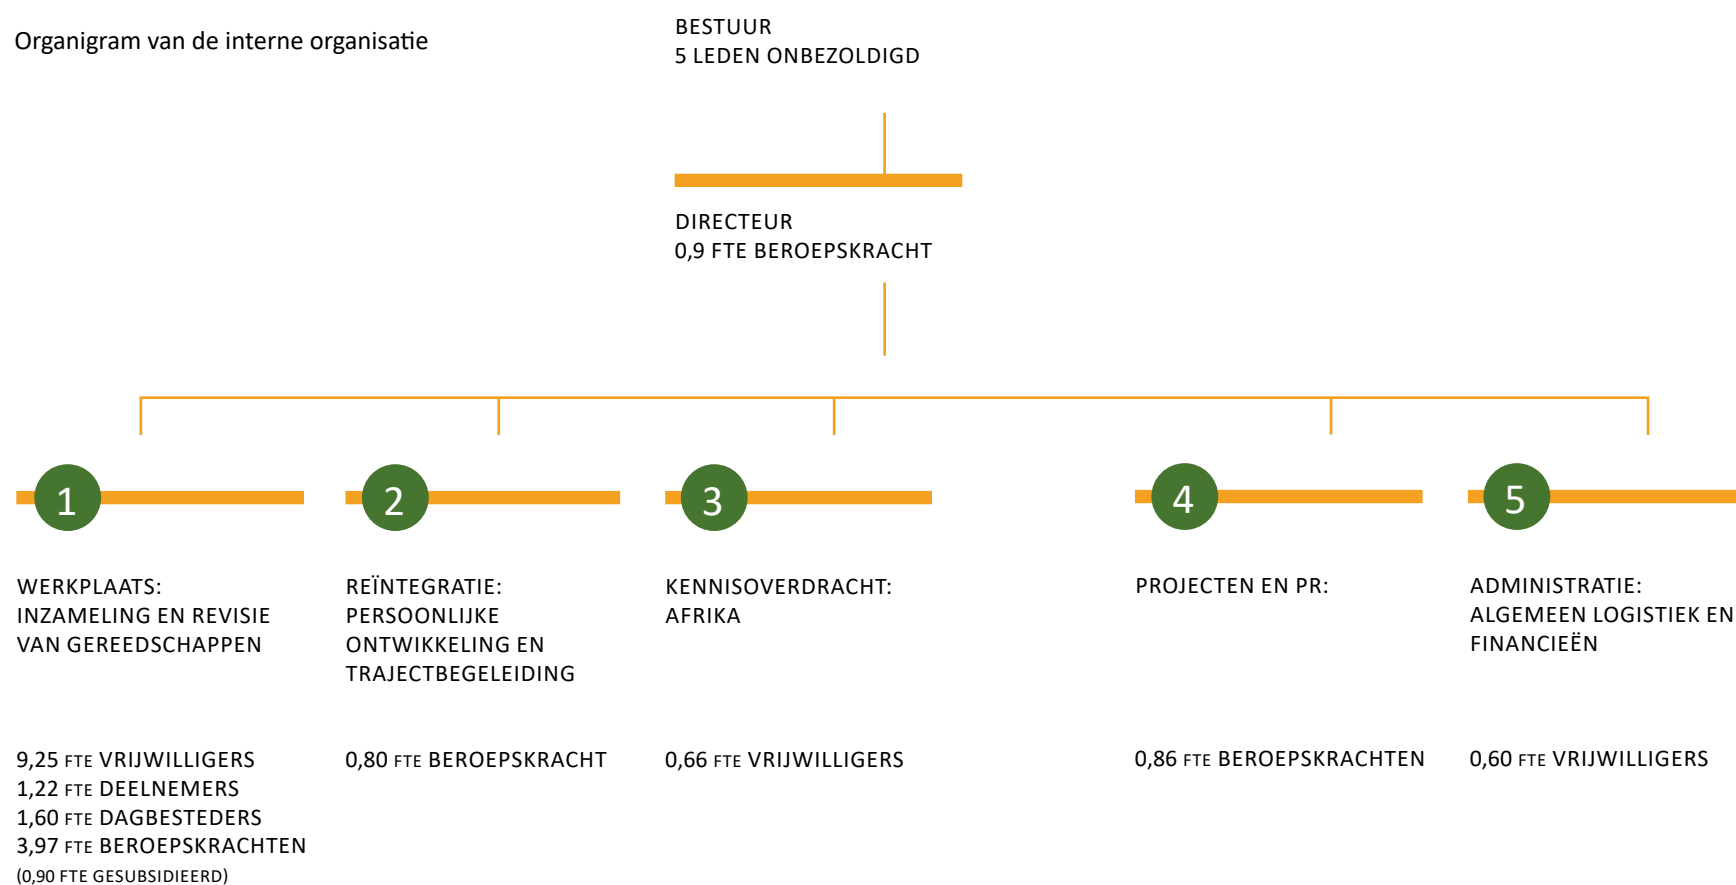 Organigram van de interne organisatie
BESTUUR
5 LEDEN ONBEZOLDIGD
DIRECTEUR
0,9 FTE BEROEPSKRACHT
1
WERKPLAATS:
INZAMELING EN REVISIE
VAN GEREEDSCHAPPEN
9,25 FTE VRIJWILLIGERS
1,22 FTE DEELNEMERS
1,60 FTE DAGBESTEDERS
3,97 FTE BEROEPSKRACHTEN
(0,90 FTE GESUBSIDIEERD)
2
REÏNTEGRATIE:
PERSOONLIJKE
ONTWIKKELING EN
TRAJECTBEGELEIDING
0,80 FTE BEROEPSKRACHT
3
KENNISOVERDRACHT:
AFRIKA
0,66 FTE VRIJWILLIGERS
4
PROJECTEN EN PR:
0,86 FTE BEROEPSKRACHTEN
5
ADMINISTRATIE:
ALGEMEEN LOGISTIEK EN
FINANCIEËN
0,60 FTE VRIJWILLIGERS